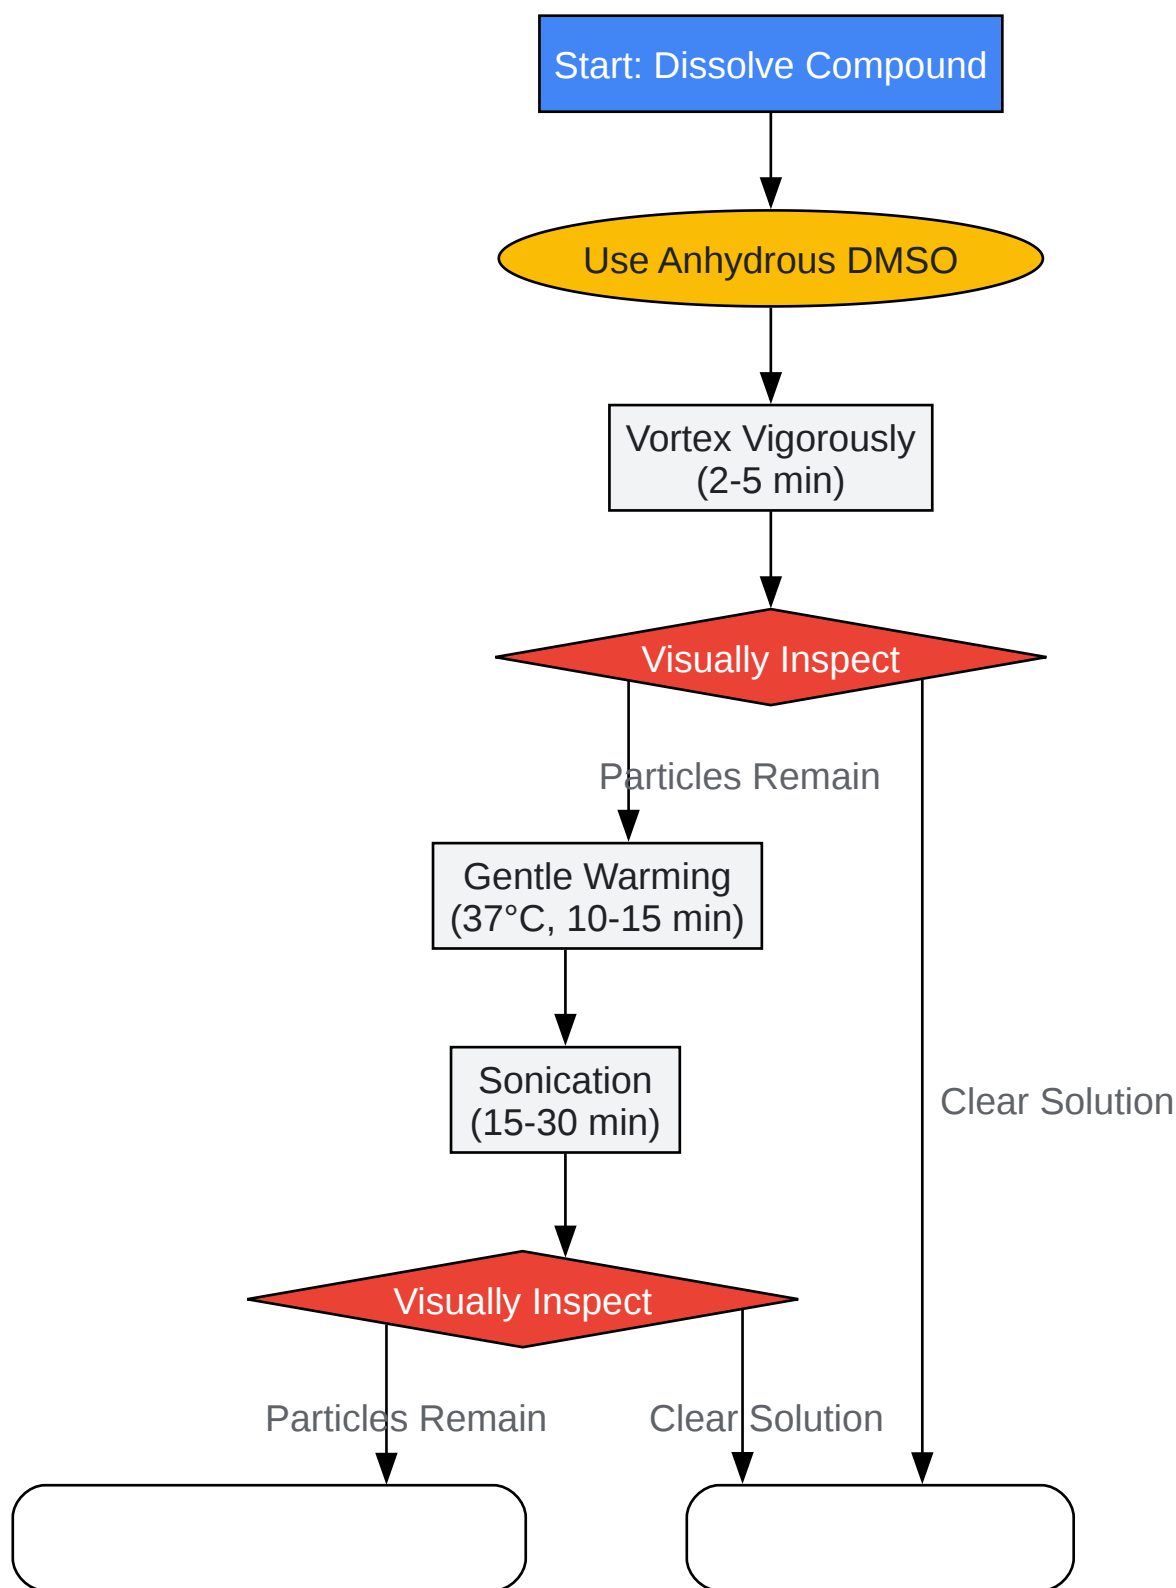 Start: Dissolve Compound
Use Anhydrous DMSO
Vortex Vigorously
(2-5 min)
Visually Inspect
Particles Remain
Gentle Warming
(37°C, 10-15 min)
Sonication
(15-30 min)
Clear Solution
Visually Inspect
Particles Remain
Clear Solution